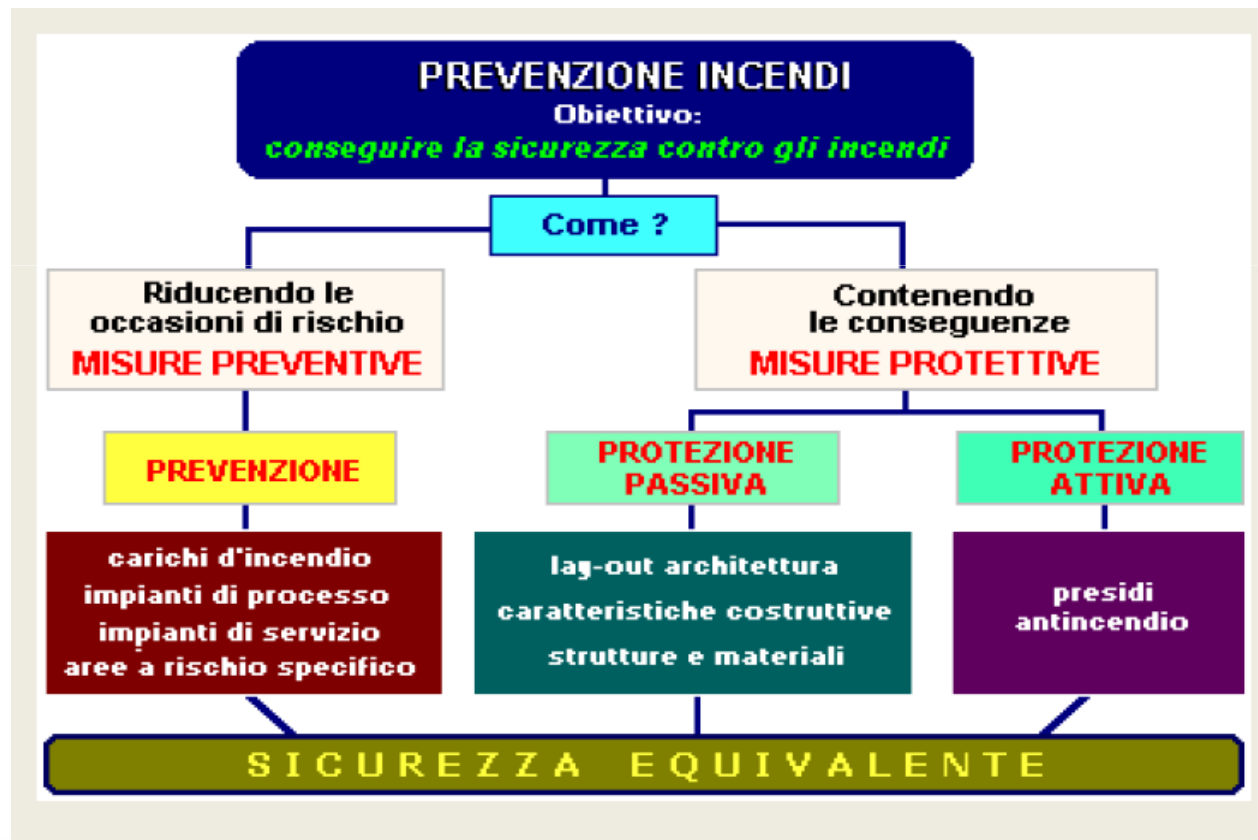 PREVENZIONE INCENDI
Obiettivo:
conseguire la sicurezza contro gli incendi
Come ?
Riducendo le
occasioni di rischio
MISURE PREVENTIVE
Contenendo
le conseguenze
MISURE PROTETTIVE
PREVENZIONE
PROTEZIONE
PASSIVA
PROTEZIONE
ATTIVA
carichi d'incendio
impianti di processo
impianti di servizio
aree a rischio specifico
lay-out architettura
caratteristiche costruttive
strutture e materiali
presidi
antincendio
SICUREZZA EQUIVALENTE